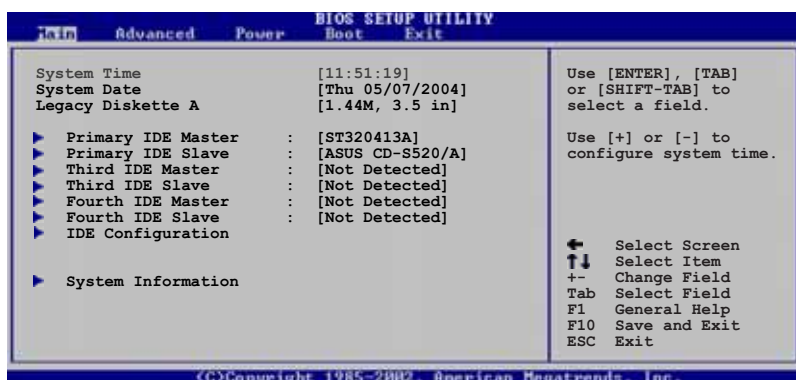 BIOS SETUP UTILITY
Main Advanced Power Boot Exit
System Time [11:51:19]
System Date [Thu 05/07/2004]
Legacy Diskette A [1.44M, 3.5 in]
Primary IDE Master : [ST320413A]
Primary IDE Slave : [ASUS CD-S520/A]
Third IDE Master : [Not Detected]
Third IDE Slave : [Not Detected]
Fourth IDE Master : [Not Detected]
Fourth IDE Slave : [Not Detected]
IDE Configuration
System Information
Use [ENTER], [TAB]
or [SHIFT-TAB] to
select a field.
Use [+] or [-] to
configure system time.
← Select Screen
↑↓ Select Item
+- Change Field
Tab Select Field
F1 General Help
F10 Save and Exit
ESC Exit
(C)Copyright 1985-2002, American Megatrends, Inc.